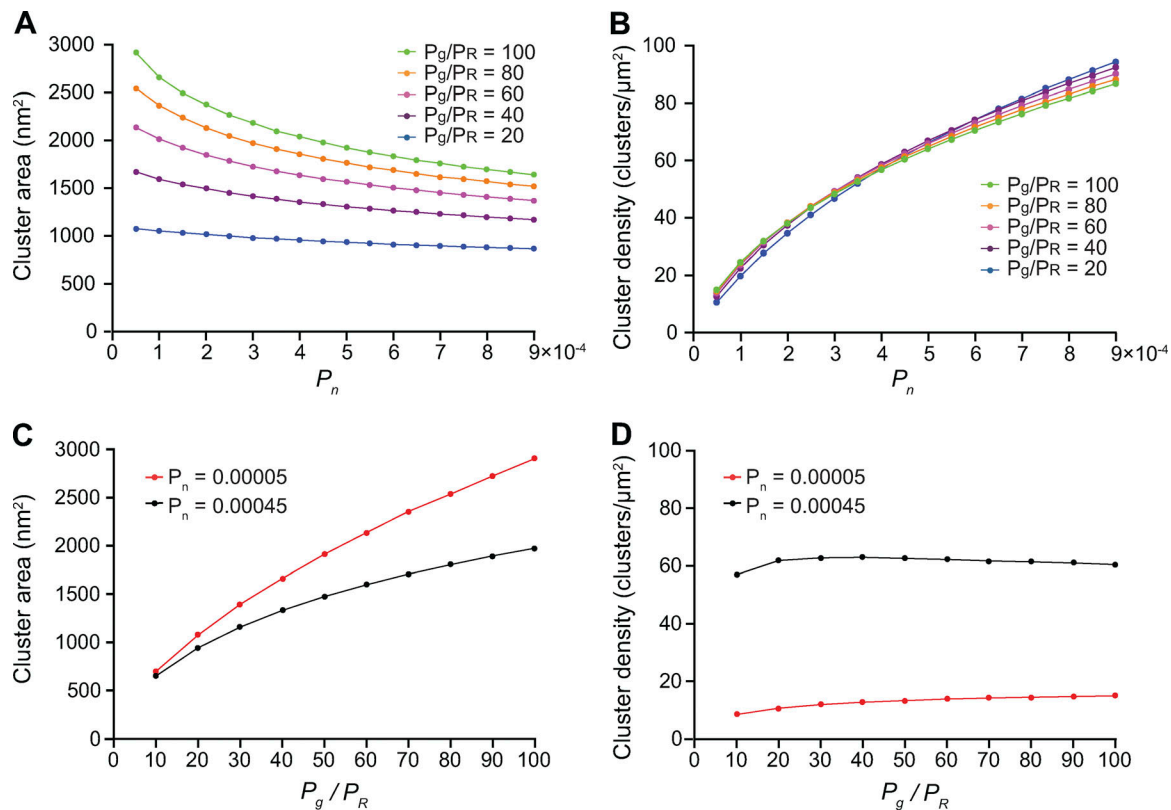 A
Cluster area (nm²)
3000
2500
2000
1500
1000
500
0
Pg/PR = 100
Pg/PR = 80
Pg/PR = 60
Pg/PR = 40
Pg/PR = 20
0 1 2 3 4 5 6 7 8 9×10⁻⁴
Pn
B
Cluster density (clusters/µm²)
100
80
60
40
20
0
Pg/PR = 100
Pg/PR = 80
Pg/PR = 60
Pg/PR = 40
Pg/PR = 20
0 1 2 3 4 5 6 7 8 9×10⁻⁴
Pn
C
Cluster area (nm²)
3000
2500
2000
1500
1000
500
0
Pn = 0.00005
Pn = 0.00045
0 10 20 30 40 50 60 70 80 90 100
Pg / PR
D
Cluster density (clusters/µm²)
100
80
60
40
20
0
Pn = 0.00005
Pn = 0.00045
0 10 20 30 40 50 60 70 80 90 100
Pg / PR